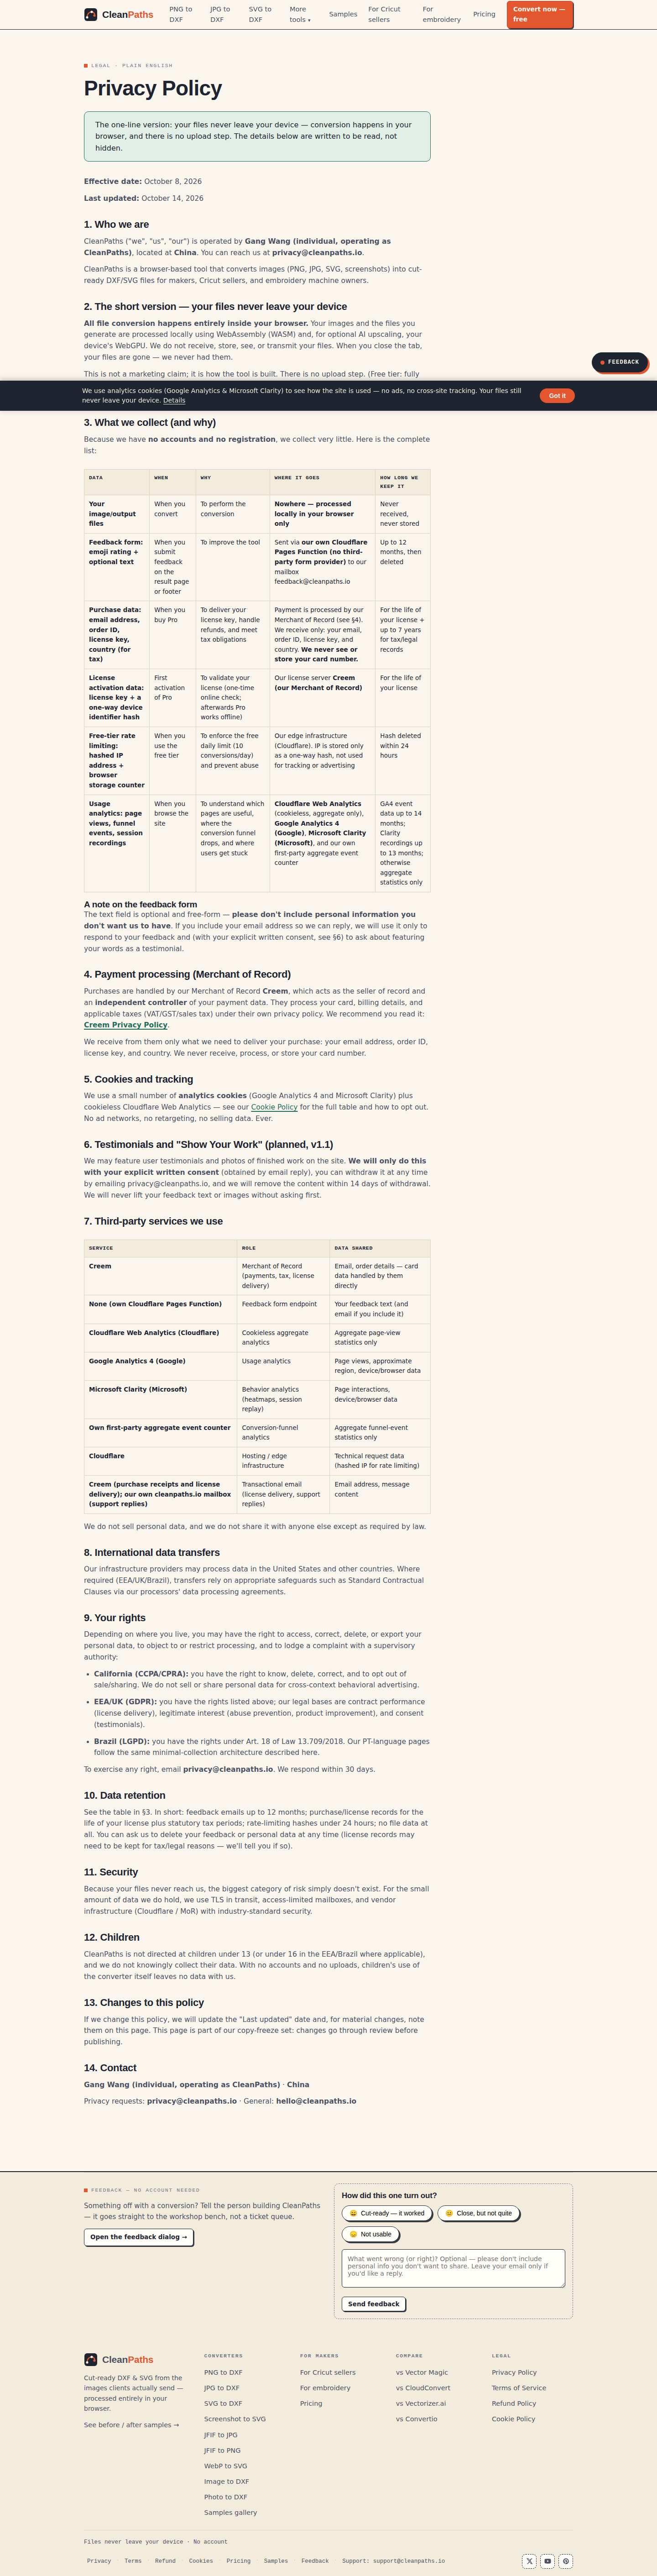 CleanPaths
PNG to DXF
JPG to DXF
SVG to DXF
More tools ▾
Samples
For Cricut sellers
For embroidery
Pricing
Convert now — free
LEGAL · PLAIN ENGLISH
Privacy Policy
The one-line version: your files never leave your device — conversion happens in your
browser, and there is no upload step. The details below are written to be read, not
hidden.
Effective date: October 8, 2026
Last updated: October 14, 2026
1. Who we are
CleanPaths ("we", "us", "our") is operated by Gang Wang (individual, operating as
CleanPaths), located at China. You can reach us at privacy@cleanpaths.io.
CleanPaths is a browser-based tool that converts images (PNG, JPG, SVG, screenshots) into cut-
ready DXF/SVG files for makers, Cricut sellers, and embroidery machine owners.
2. The short version — your files never leave your device
All file conversion happens entirely inside your browser. Your images and the files you
generate are processed locally using WebAssembly (WASM) and, for optional AI upscaling, your
device's WebGPU. We do not receive, store, see, or transmit your files. When you close the tab,
your files are gone — we never had them.
This is not a marketing claim; it is how the tool is built. There is no upload step. (Free tier: fully
FEEDBACK
We use analytics cookies (Google Analytics & Microsoft Clarity) to see how the site is used — no ads, no cross-site tracking. Your files still
never leave your device. Details
Got it
3. What we collect (and why)
Because we have no accounts and no registration, we collect very little. Here is the complete
list:
DATA
WHEN
WHY
WHERE IT GOES
HOW LONG WE KEEP IT
Your image/output files
When you convert
To perform the conversion
Nowhere — processed locally in your browser only
Never received, never stored
Feedback form: emoji rating + optional text
When you submit feedback on the result page or footer
To improve the tool
Sent via our own Cloudflare Pages Function (no third-party form provider) to our mailbox feedback@cleanpaths.io
Up to 12 months, then deleted
Purchase data: email address, order ID, license key, country (for tax)
When you buy Pro
To deliver your license key, handle refunds, and meet tax obligations
Payment is processed by our Merchant of Record (see §4). We receive only: your email, order ID, license key, and country. We never see or store your card number.
For the life of your license + up to 7 years for tax/legal records
License activation data: license key + a one-way device identifier hash
First activation of Pro
To validate your license (one-time online check; afterwards Pro works offline)
Our license server Creem (our Merchant of Record)
For the life of your license
Free-tier rate limiting: hashed IP address + browser storage counter
When you use the free tier
To enforce the free daily limit (10 conversions/day) and prevent abuse
Our edge infrastructure (Cloudflare). IP is stored only as a one-way hash, not used for tracking or advertising
Hash deleted within 24 hours
Usage analytics: page views, funnel events, session recordings
When you browse the site
To understand which pages are useful, where the conversion funnel drops, and where users get stuck
Cloudflare Web Analytics (cookieless, aggregate only), Google Analytics 4 (Google), Microsoft Clarity (Microsoft), and our own first-party aggregate event counter
GA4 event data up to 14 months; Clarity recordings up to 13 months; otherwise aggregate statistics only
A note on the feedback form
The text field is optional and free-form — please don't include personal information you
don't want us to have. If you include your email address so we can reply, we will use it only to
respond to your feedback and (with your explicit written consent, see §6) to ask about featuring
your words as a testimonial.
4. Payment processing (Merchant of Record)
Purchases are handled by our Merchant of Record Creem, which acts as the seller of record and
an independent controller of your payment data. They process your card, billing details, and
applicable taxes (VAT/GST/sales tax) under their own privacy policy. We recommend you read it:
Creem Privacy Policy.
We receive from them only what we need to deliver your purchase: your email address, order ID,
license key, and country. We never receive, process, or store your card number.
5. Cookies and tracking
We use a small number of analytics cookies (Google Analytics 4 and Microsoft Clarity) plus
cookieless Cloudflare Web Analytics — see our Cookie Policy for the full table and how to opt out.
No ad networks, no retargeting, no selling data. Ever.
6. Testimonials and "Show Your Work" (planned, v1.1)
We may feature user testimonials and photos of finished work on the site. We will only do this
with your explicit written consent (obtained by email reply), you can withdraw it at any time
by emailing privacy@cleanpaths.io, and we will remove the content within 14 days of withdrawal.
We will never lift your feedback text or images without asking first.
7. Third-party services we use
SERVICE
ROLE
DATA SHARED
Creem
Merchant of Record (payments, tax, license delivery)
Email, order details — card data handled by them directly
None (own Cloudflare Pages Function)
Feedback form endpoint
Your feedback text (and email if you include it)
Cloudflare Web Analytics (Cloudflare)
Cookieless aggregate analytics
Aggregate page-view statistics only
Google Analytics 4 (Google)
Usage analytics
Page views, approximate region, device/browser data
Microsoft Clarity (Microsoft)
Behavior analytics (heatmaps, session replay)
Page interactions, device/browser data
Own first-party aggregate event counter
Conversion-funnel analytics
Aggregate funnel-event statistics only
Cloudflare
Hosting / edge infrastructure
Technical request data (hashed IP for rate limiting)
Creem (purchase receipts and license delivery); our own cleanpaths.io mailbox (support replies)
Transactional email (license delivery, support replies)
Email address, message content
We do not sell personal data, and we do not share it with anyone else except as required by law.
8. International data transfers
Our infrastructure providers may process data in the United States and other countries. Where
required (EEA/UK/Brazil), transfers rely on appropriate safeguards such as Standard Contractual
Clauses via our processors' data processing agreements.
9. Your rights
Depending on where you live, you may have the right to access, correct, delete, or export your
personal data, to object to or restrict processing, and to lodge a complaint with a supervisory
authority:
• California (CCPA/CPRA): you have the right to know, delete, correct, and opt out of
sale/sharing. We do not sell or share personal data for cross-context behavioral advertising.
• EEA/UK (GDPR): you have the rights listed above; our legal bases are contract performance
(license delivery), legitimate interest (abuse prevention, product improvement), and consent
(testimonials).
• Brazil (LGPD): you have the rights under Art. 18 of Law 13.709/2018. Our PT-language pages
follow the same minimal-collection architecture described here.
To exercise any right, email privacy@cleanpaths.io. We respond within 30 days.
10. Data retention
See the table in §3. In short: feedback emails up to 12 months; purchase/license records for the
life of your license plus statutory tax periods; rate-limiting hashes under 24 hours; no file data at
all. You can ask us to delete your feedback or personal data at any time (license records may
need to be kept for tax/legal reasons — we'll tell you if so).
11. Security
Because your files never reach us, the biggest category of risk simply doesn't exist. For the small
amount of data we do hold, we use TLS in transit, access-limited mailboxes, and vendor
infrastructure (Cloudflare / MoR) with industry-standard security.
12. Children
CleanPaths is not directed at children under 13 (or under 16 in the EEA/Brazil where applicable),
and we do not knowingly collect their data. With no accounts and no uploads, children's use of
the converter itself leaves no data with us.
13. Changes to this policy
If we change this policy, we will update the "Last updated" date and, for material changes, note
them on this page. This page is part of our copy-freeze set: changes go through review before
publishing.
14. Contact
Gang Wang (individual, operating as CleanPaths) · China
Privacy requests: privacy@cleanpaths.io · General: hello@cleanpaths.io
FEEDBACK — NO ACCOUNT NEEDED
Something off with a conversion? Tell the person building CleanPaths
— it goes straight to the workshop bench, not a ticket queue.
Open the feedback dialog →
How did this one turn out?
Cut-ready — it worked
Close, but not quite
Not usable
What went wrong (or right)? Optional — please don't include
personal info you don't want to share. Leave your email only if
you'd like a reply.
Send feedback
CleanPaths
Cut-ready DXF & SVG from the
images clients actually send —
processed entirely in your
browser.
See before / after samples →
CONVERTERS
PNG to DXF
JPG to DXF
SVG to DXF
Screenshot to SVG
JFIF to JPG
JFIF to PNG
WebP to SVG
Image to DXF
Photo to DXF
Samples gallery
FOR MAKERS
For Cricut sellers
For embroidery
Pricing
COMPARE
vs Vector Magic
vs CloudConvert
vs Vectorizer.ai
vs Convertio
LEGAL
Privacy Policy
Terms of Service
Refund Policy
Cookie Policy
Files never leave your device · No account
Privacy
Terms
Refund
Cookies
Pricing
Samples
Feedback
Support: support@cleanpaths.io